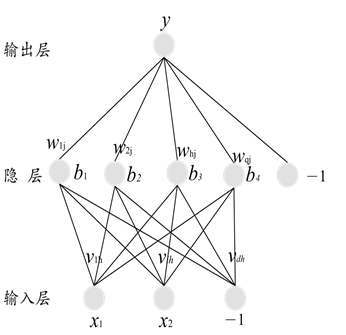 y
输出层
w1j w2j whj wqj
隐 层 b1 b2 b3 b4 -1
v1h vih vdh
输入层
x1 x2 -1